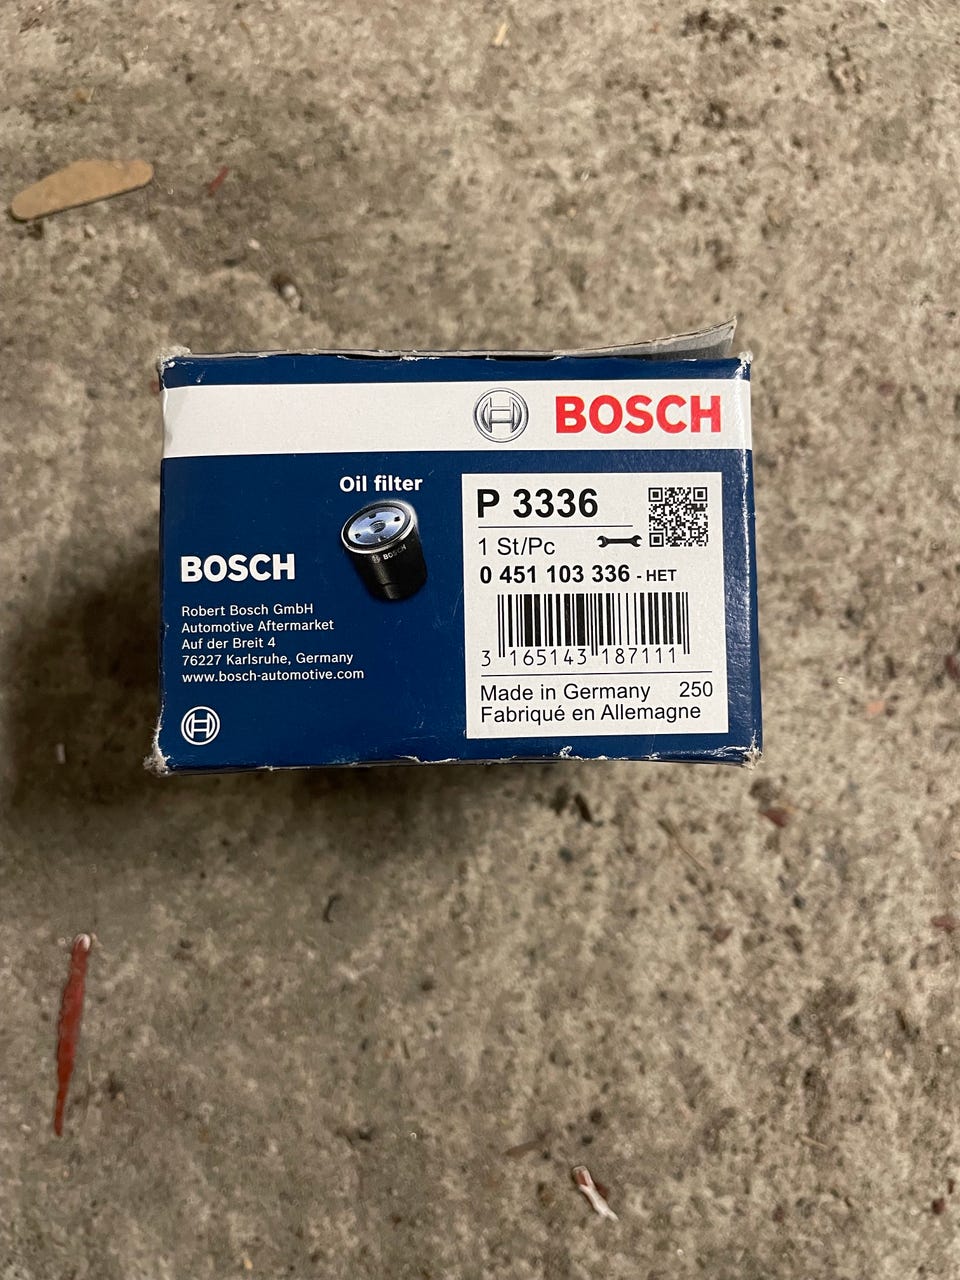 BOSCH
Oil filter
BOSCH
BOSCH
Robert Bosch GmbH
Automotive Aftermarket
Auf der Breit 4
76227 Karlsruhe, Germany
www.bosch-automotive.com
P 3336
1 St/Pc
0 451 103 336 - HET
3 165143 187111
Made in Germany 250
Fabriqué en Allemagne